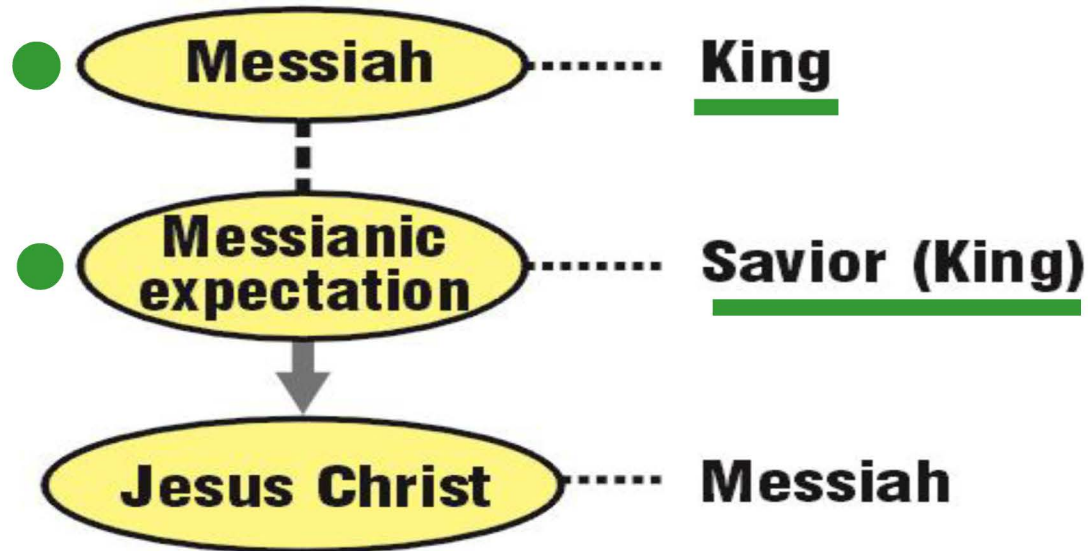 Messiah King
Messianic
expectation Savior (King)
Jesus Christ Messiah